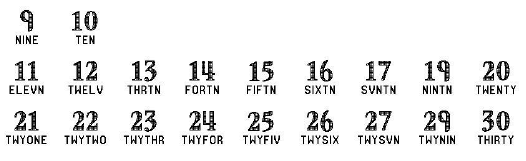 9 10
NINE TEN
11 12 13 14 15 16 17 19 20
ELEVN TWELV THRTN FORTN FIFTN SIXTN SVNTN NINTN TWENTY
21 22 23 24 25 26 27 29 30
TWYONE TWYTWO TWYTHR TWYFOR TWYFIV TWYSIX TWYSVN TWYNIN THIRTY